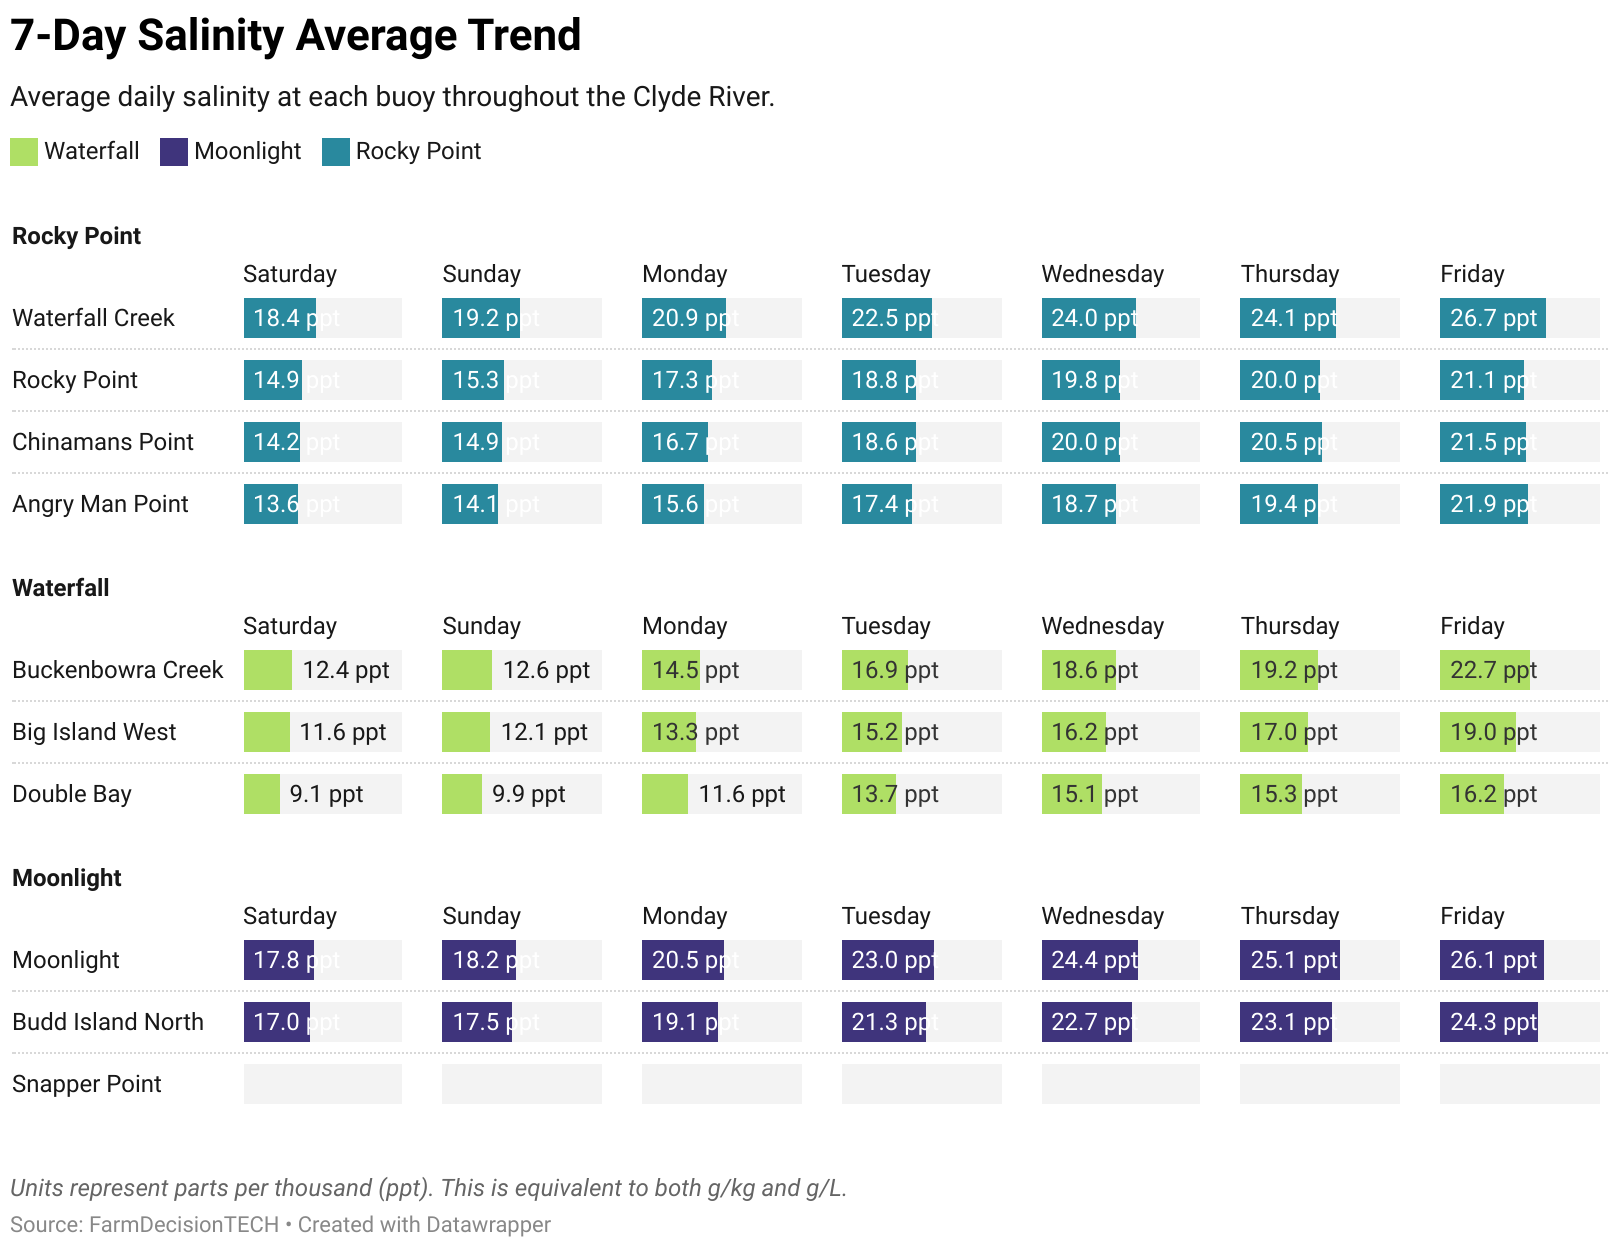 7-Day Salinity Average Trend
Average daily salinity at each buoy throughout the Clyde River.
Waterfall Moonlight Rocky Point
Rocky Point
Saturday Sunday Monday Tuesday Wednesday Thursday Friday
Waterfall Creek 18.4 ppt 19.2 ppt 20.9 ppt 22.5 ppt 24.0 ppt 24.1 ppt 26.7 ppt
Rocky Point 14.9 ppt 15.3 ppt 17.3 ppt 18.8 ppt 19.8 ppt 20.0 ppt 21.1 ppt
Chinamans Point 14.2 ppt 14.9 ppt 16.7 ppt 18.6 ppt 20.0 ppt 20.5 ppt 21.5 ppt
Angry Man Point 13.6 ppt 14.1 ppt 15.6 ppt 17.4 ppt 18.7 ppt 19.4 ppt 21.9 ppt
Waterfall
Saturday Sunday Monday Tuesday Wednesday Thursday Friday
Buckenbowra Creek 12.4 ppt 12.6 ppt 14.5 ppt 16.9 ppt 18.6 ppt 19.2 ppt 22.7 ppt
Big Island West 11.6 ppt 12.1 ppt 13.3 ppt 15.2 ppt 16.2 ppt 17.0 ppt 19.0 ppt
Double Bay 9.1 ppt 9.9 ppt 11.6 ppt 13.7 ppt 15.1 ppt 15.3 ppt 16.2 ppt
Moonlight
Saturday Sunday Monday Tuesday Wednesday Thursday Friday
Moonlight 17.8 ppt 18.2 ppt 20.5 ppt 23.0 ppt 24.4 ppt 25.1 ppt 26.1 ppt
Budd Island North 17.0 ppt 17.5 ppt 19.1 ppt 21.3 ppt 22.7 ppt 23.1 ppt 24.3 ppt
Snapper Point
Units represent parts per thousand (ppt). This is equivalent to both g/kg and g/L.
Source: FarmDecisionTECH • Created with Datawrapper